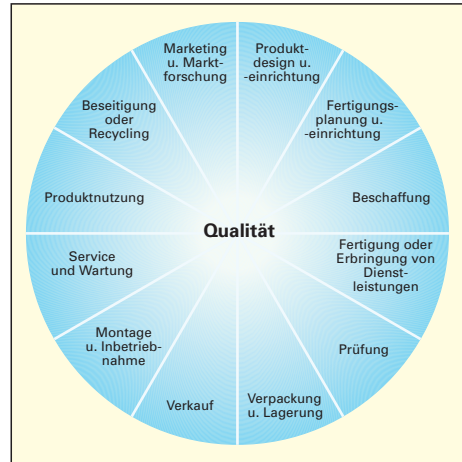 Marketing
u. Markt-
forschung
Produkt-
design u.
-einrichtung
Fertigungs-
planung u.
-einrichtung
Beschaffung
Fertigung oder
Erbringung von
Dienst-
leistungen
Prüfung
Verpackung
u. Lagerung
Verkauf
Montage
u. Inbetrieb-
nahme
Service
und Wartung
Produktnutzung
Beseitigung
oder
Recycling
Qualität